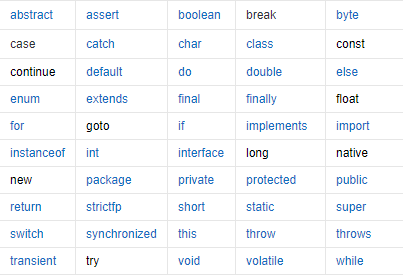 abstract assert boolean break byte
case catch char class const
continue default do double else
enum extends final finally float
for goto if implements import
instanceof int interface long native
new package private protected public
return strictfp short static super
switch synchronized this throw throws
transient try void volatile while